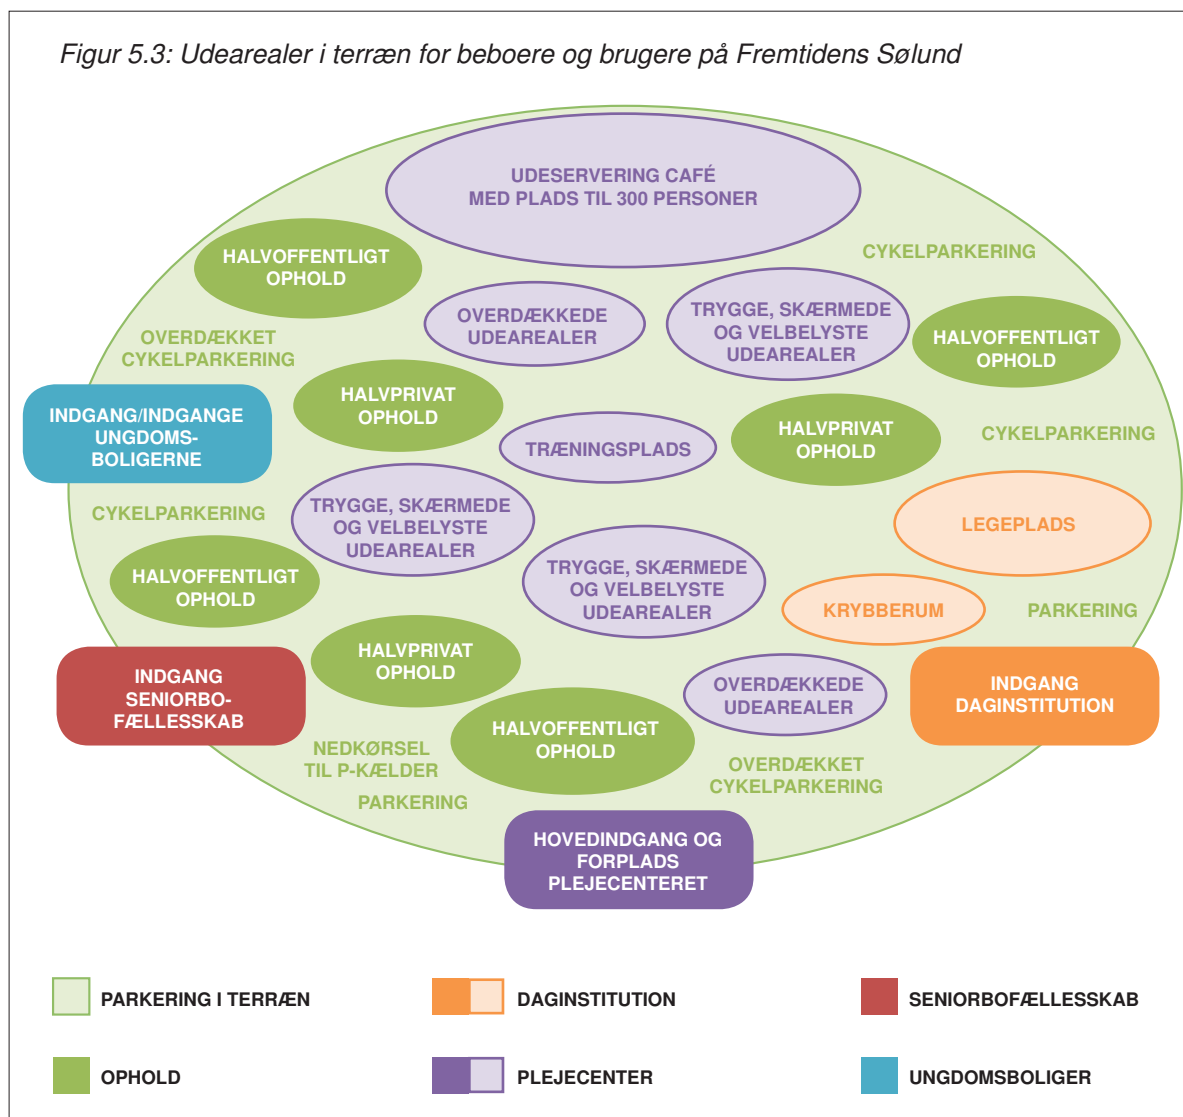 Figur 5.3: Udearealer i terræn for beboere og brugere på Fremtidens Sølund
UDESERVERING CAFÉ
MED PLADS TIL 300 PERSONER
HALVOFFENTLIGT
OPHOLD
CYKELPARKERING
OVERDÆKKEDE
UDEAREALER
TRYGGE, SKÆRMEDE
OG VELBELYSTE
UDEAREALER
HALVOFFENTLIGT
OPHOLD
OVERDÆKKET
CYKELPARKERING
INDGANG/INDGANGE
UNGDOMS-
BOLIGERNE
HALVPRIVAT
OPHOLD
TRÆNINGSPLADS
HALVPRIVAT
OPHOLD
CYKELPARKERING
CYKELPARKERING
TRYGGE, SKÆRMEDE
OG VELBELYSTE
UDEAREALER
LEGEPLADS
HALVOFFENTLIGT
OPHOLD
TRYGGE, SKÆRMEDE
OG VELBELYSTE
UDEAREALER
KRYBBERUM
PARKERING
INDGANG
SENIORBO-
FÆLLESSKAB
HALVPRIVAT
OPHOLD
OVERDÆKKEDE
UDEAREALER
INDGANG
DAGINSTITUTION
HALVOFFENTLIGT
OPHOLD
NEDKØRSEL
TIL P-KÆLDER
PARKERING
OVERDÆKKET
CYKELPARKERING
HOVEDINDGANG OG
FORPLADS
PLEJECENTERET
PARKERING I TERRÆN
DAGINSTITUTION
SENIORBOFÆLLESSKAB
OPHOLD
PLEJECENTER
UNGDOMSBOLIGER